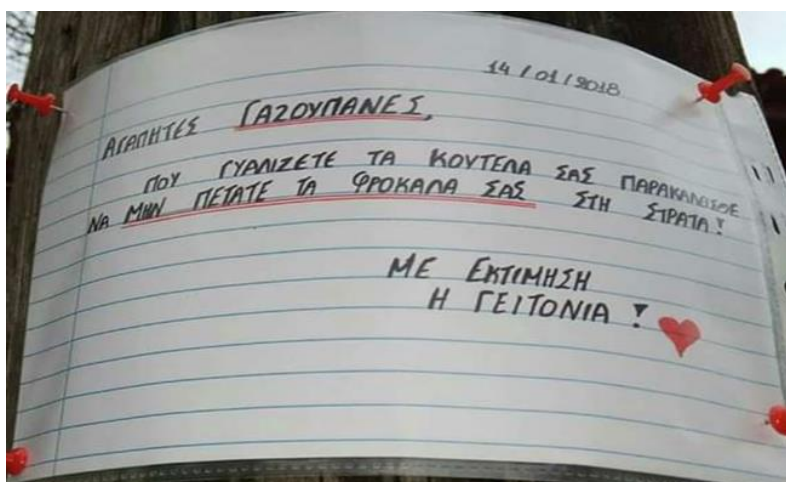 14/01/2018
ΑΓΑΠΗΤΕΣ ΓΑΖΟΥΠΑΝΕΣ,
ΠΟΥ ΓΥΑΛΙΖΕΤΕ ΤΑ ΚΟΥΤΕΛΑ ΣΑΣ ΠΑΡΑΚΑΛΕΙΣΘΕ
ΝΑ ΜΗΝ ΠΕΤΑΤΕ ΤΑ ΦΡΟΚΑΛΑ ΣΑΣ ΣΤΗ ΣΤΡΑΤΑ!
ΜΕ ΕΚΤΙΜΗΣΗ
Η ΓΕΙΤΟΝΙΑ!